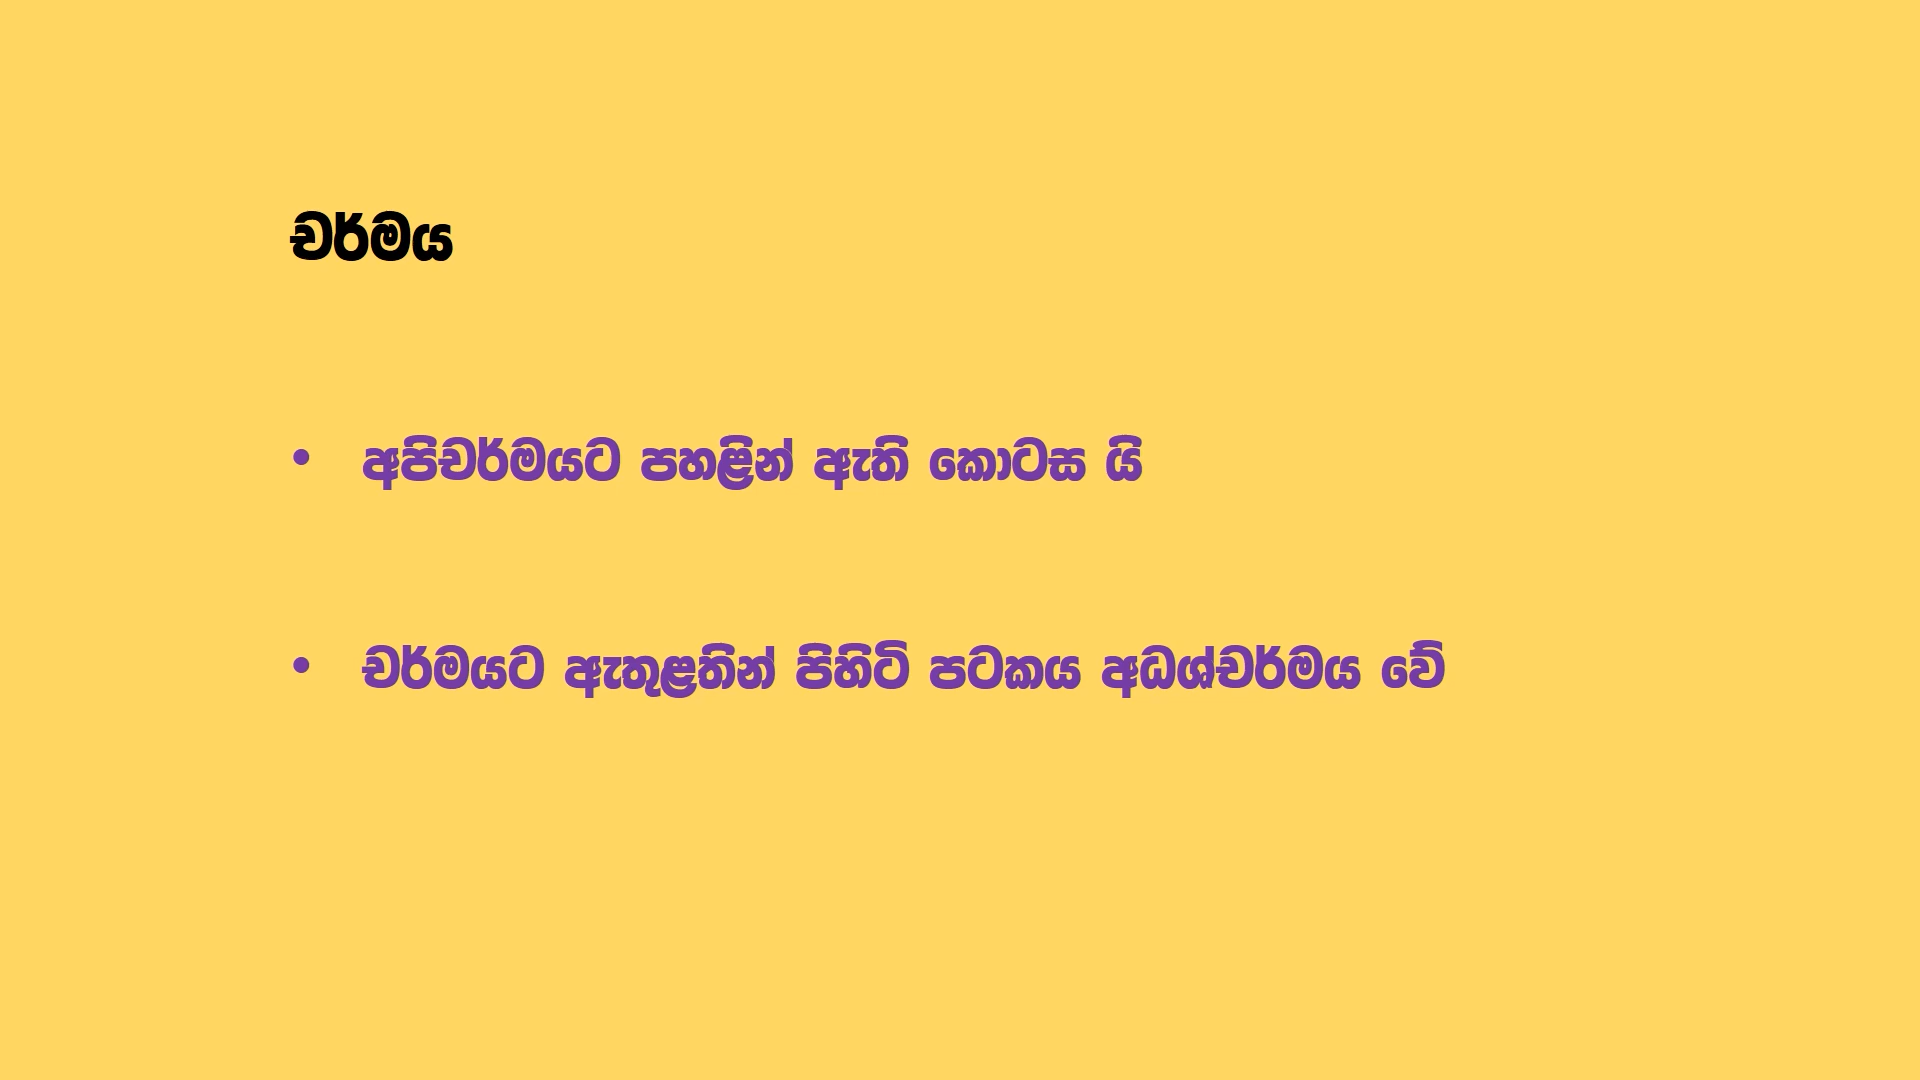 චර්මය
• අපිචර්මයට පහළින් ඇති කොටස යි
• චර්මයට ඇතුළතින් පිහිටි පටකය අධශ්චර්මය වේ